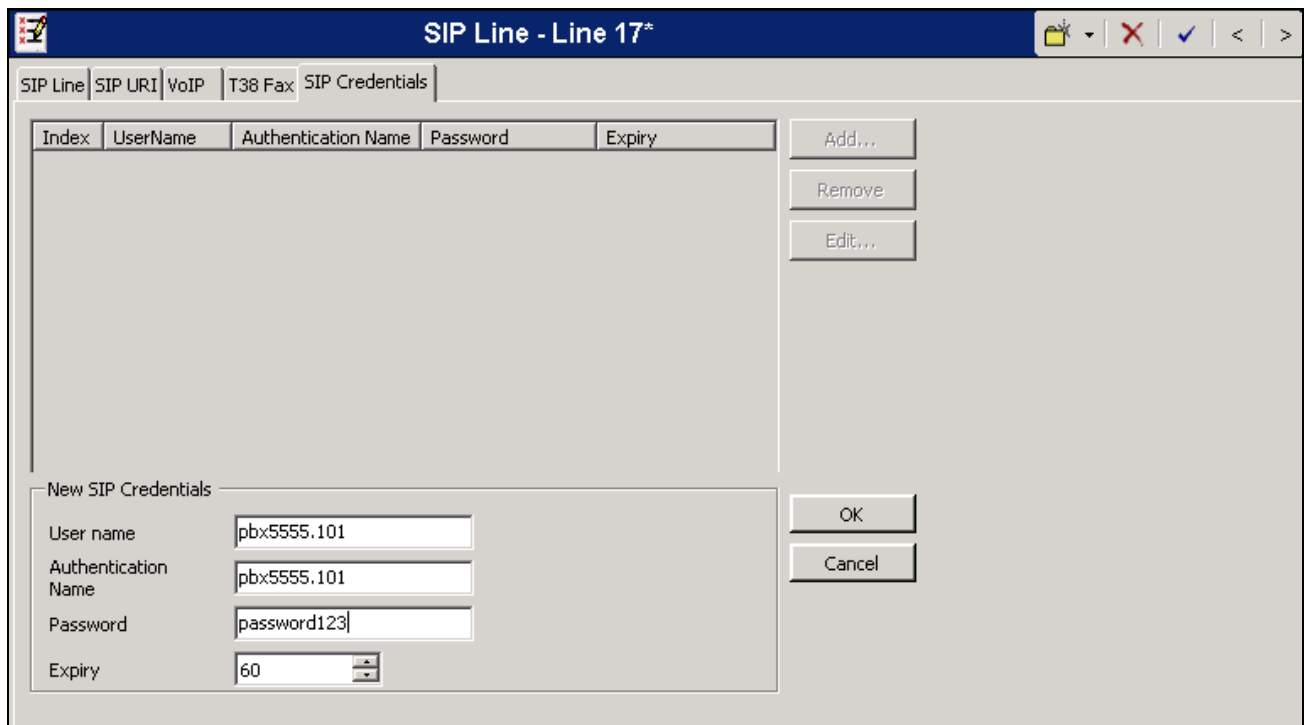 SIP Line - Line 17*
SIP Line SIP URI VoIP T38 Fax SIP Credentials
Index UserName Authentication Name Password Expiry
Add...
Remove
Edit...
New SIP Credentials
User name pbx5555.101
Authentication
Name pbx5555.101
Password password123
Expiry 60
OK
Cancel